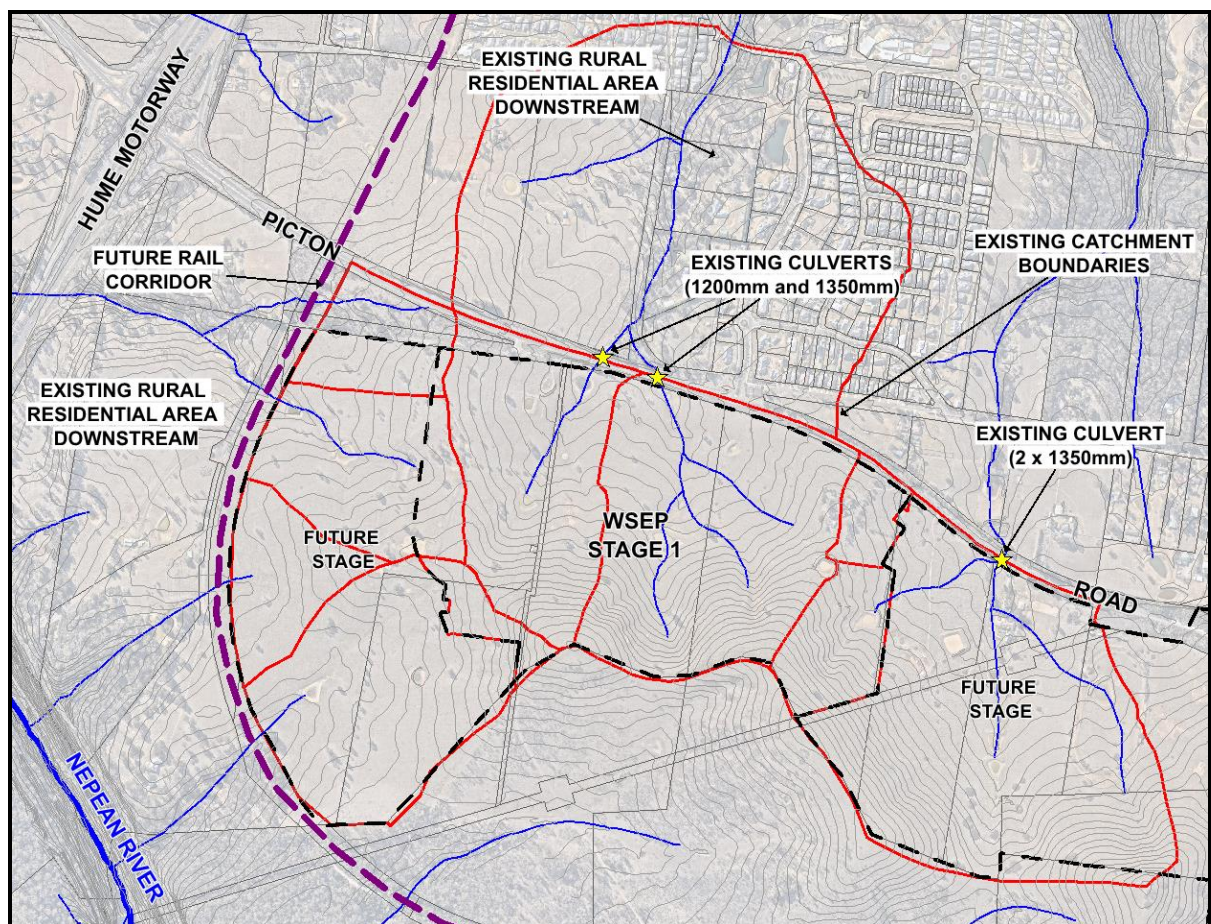 EXISTING RURAL
RESIDENTIAL AREA
DOWNSTREAM
HUME MOTORWAY
PICTON
FUTURE RAIL
CORRIDOR
EXISTING CULVERTS
(1200mm and 1350mm)
EXISTING CATCHMENT
BOUNDARIES
EXISTING RURAL
RESIDENTIAL AREA
DOWNSTREAM
EXISTING CULVERT
(2 x 1350mm)
WSEP
STAGE 1
FUTURE
STAGE
ROAD
FUTURE
STAGE
NEPEAN RIVER